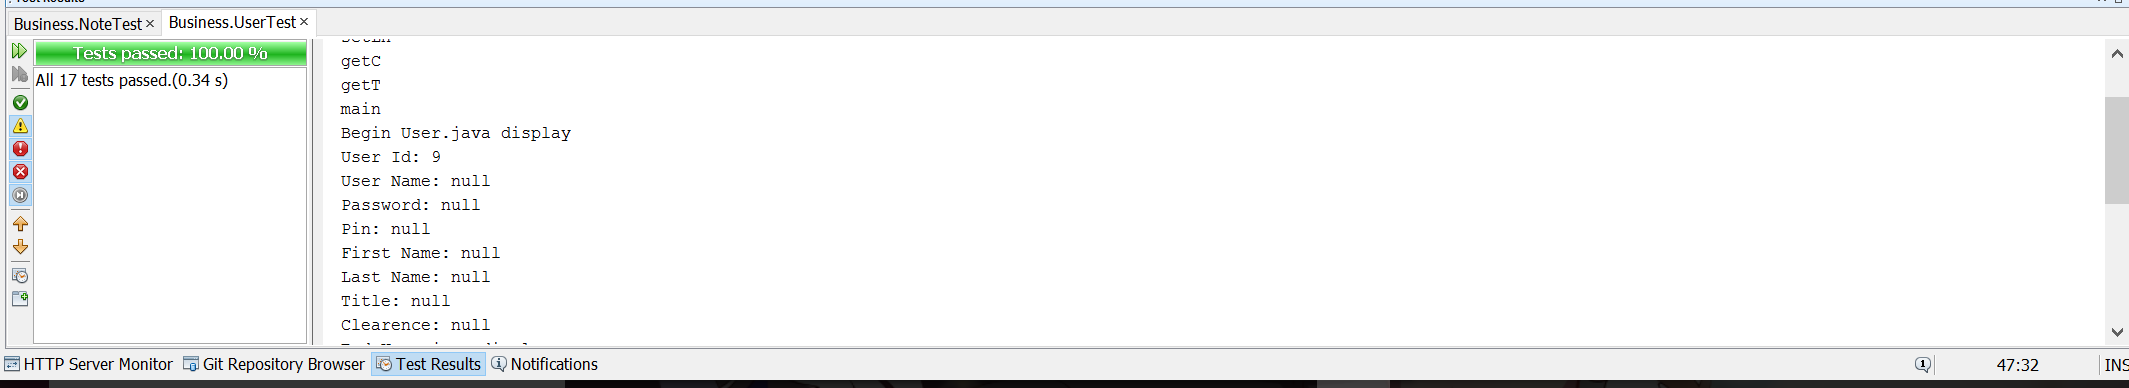 Test Results
Business.NoteTest
Business.UserTest
Tests passed: 100.00 %
All 17 tests passed.(0.34 s)
getC
getT
main
Begin User.java display
User Id: 9
User Name: null
Password: null
Pin: null
First Name: null
Last Name: null
Title: null
Clearence: null
HTTP Server Monitor
Git Repository Browser
Test Results
Notifications
47:32
INS